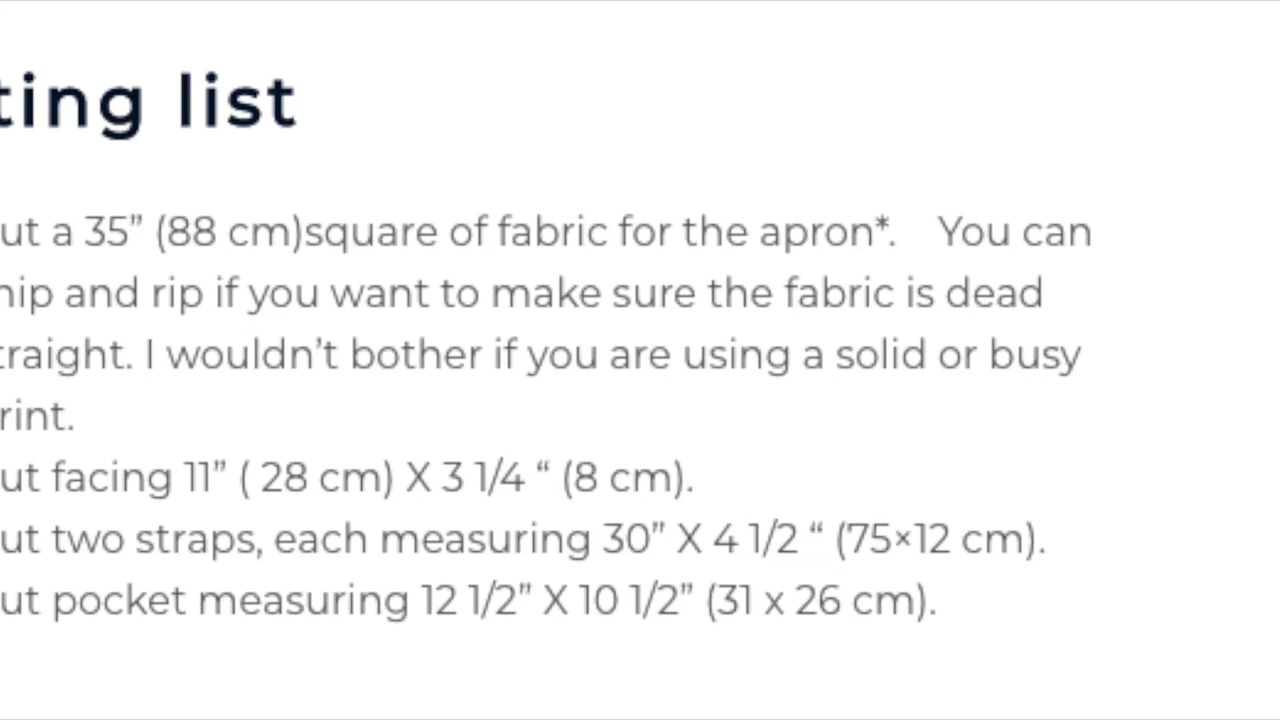 ting list
ut a 35” (88 cm)square of fabric for the apron*. You can
nip and rip if you want to make sure the fabric is dead
traight. I wouldn’t bother if you are using a solid or busy
rint.
ut facing 11” ( 28 cm) X 3 1/4 “ (8 cm).
ut two straps, each measuring 30” X 4 1/2 “ (75×12 cm).
ut pocket measuring 12 1/2” X 10 1/2” (31 x 26 cm).